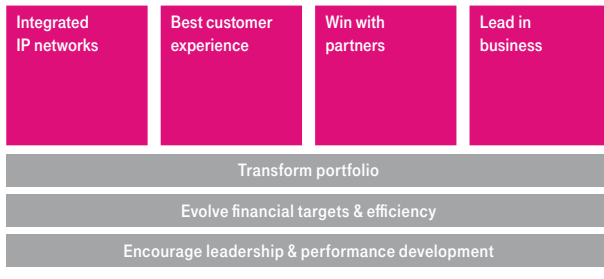 Integrated
IP networks
Best customer
experience
Win with
partners
Lead in
business
Transform portfolio
Evolve financial targets & efficiency
Encourage leadership & performance development